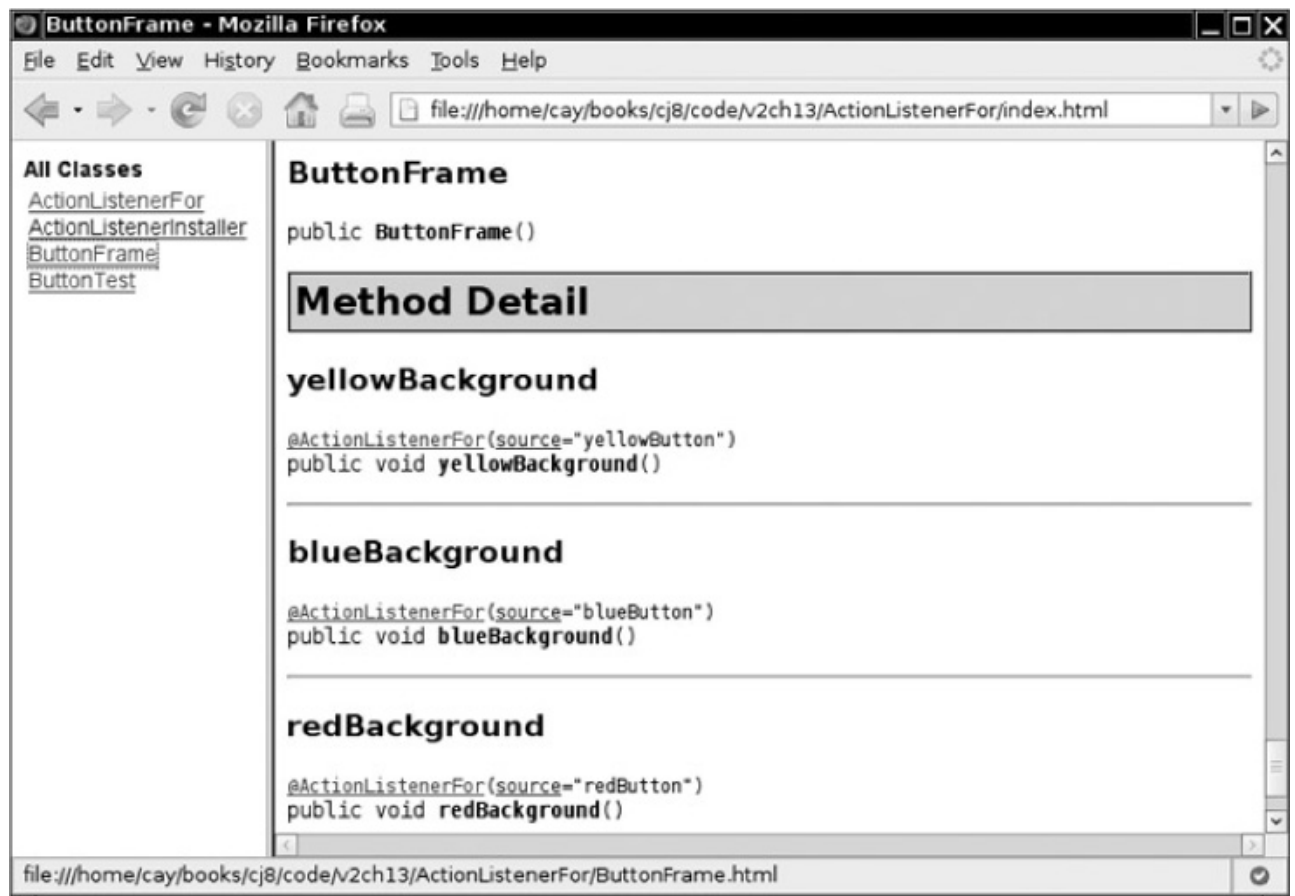 ButtonFrame - Mozilla Firefox
File Edit View History Bookmarks Tools Help
file:///home/cay/books/cj8/code/v2ch13/ActionListenerFor/index.html
All Classes
ActionListenerFor
ActionListenerInstaller
ButtonFrame
ButtonTest
ButtonFrame
public ButtonFrame()
Method Detail
yellowBackground
@ActionListenerFor(source="yellowButton")
public void yellowBackground()
blueBackground
@ActionListenerFor(source="blueButton")
public void blueBackground()
redBackground
@ActionListenerFor(source="redButton")
public void redBackground()
file:///home/cay/books/cj8/code/v2ch13/ActionListenerFor/ButtonFrame.html